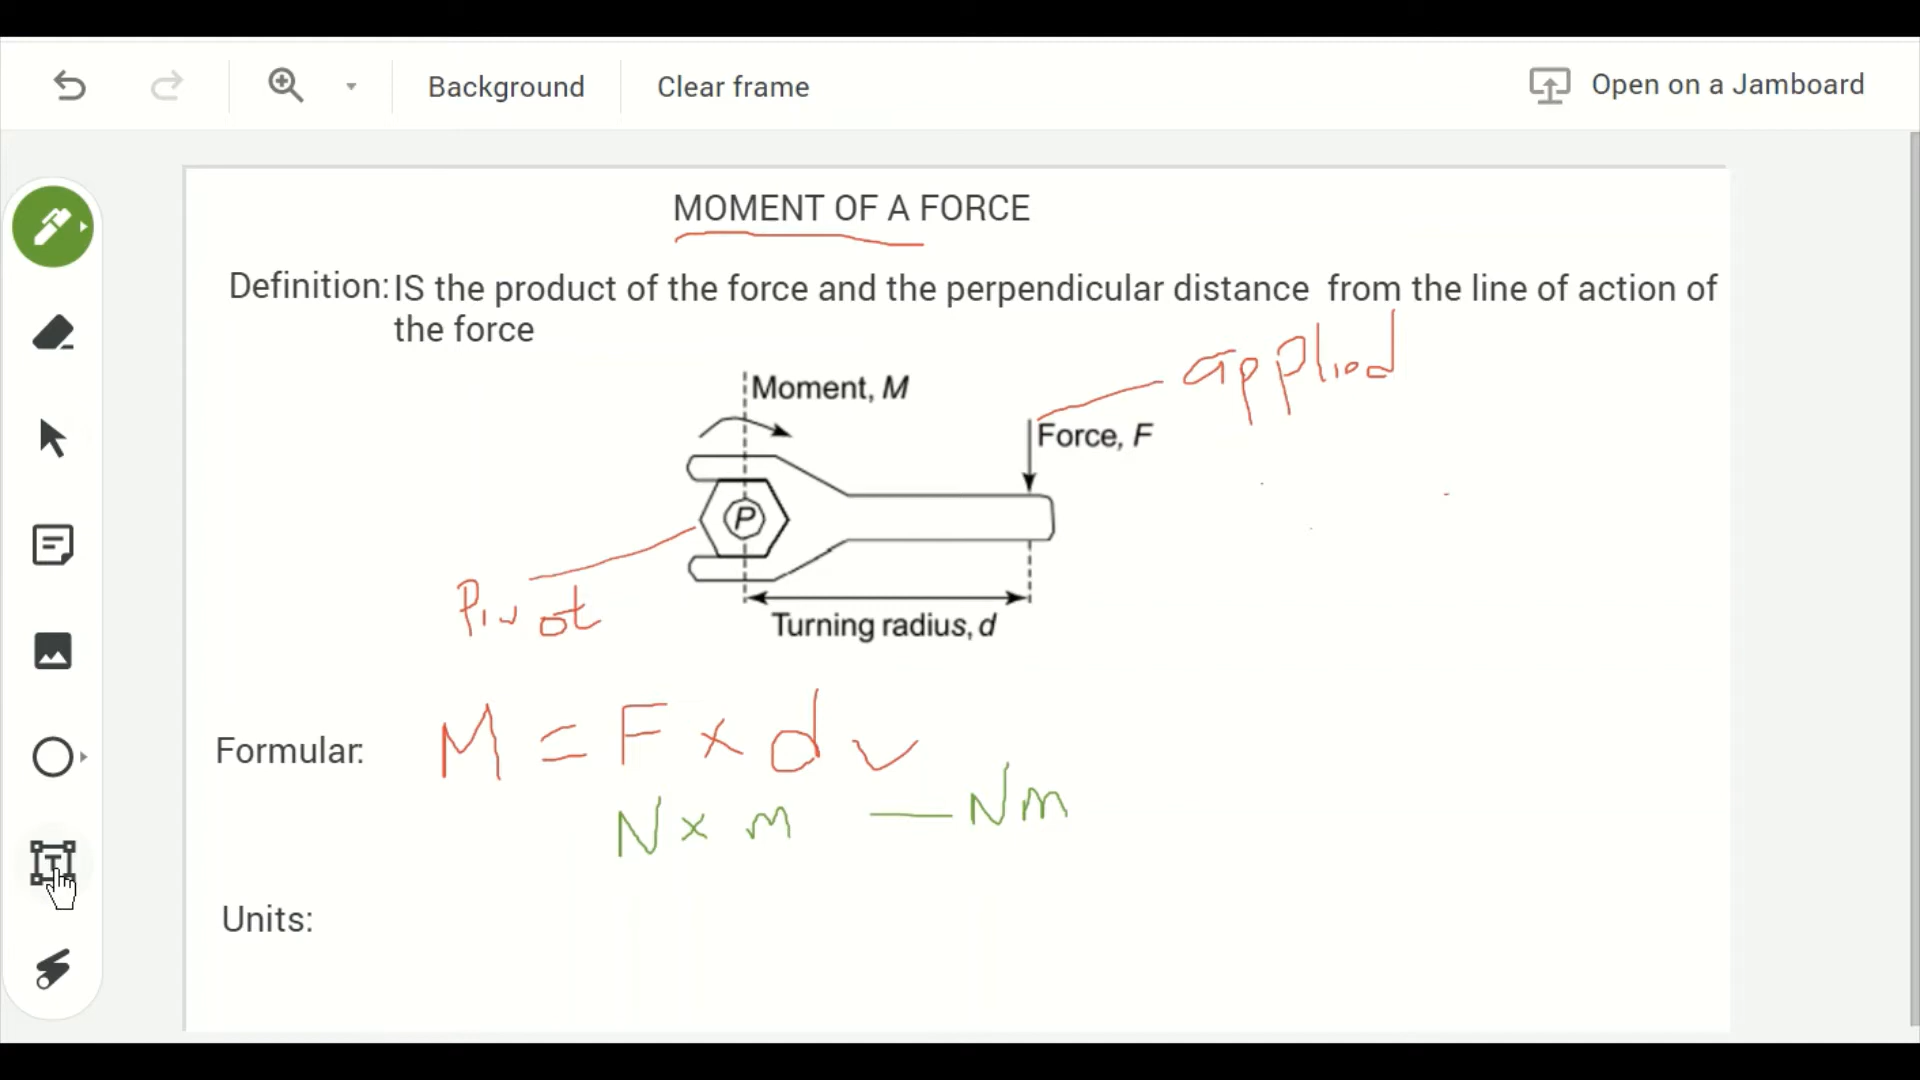 Background
Clear frame
Open on a Jamboard
MOMENT OF A FORCE
Definition: IS the product of the force and the perpendicular distance from the line of action of
the force
applied
Moment, M
Force, F
P
Pivot
Turning radius, d
Formular: M = F x d
N x m — Nm
Units: